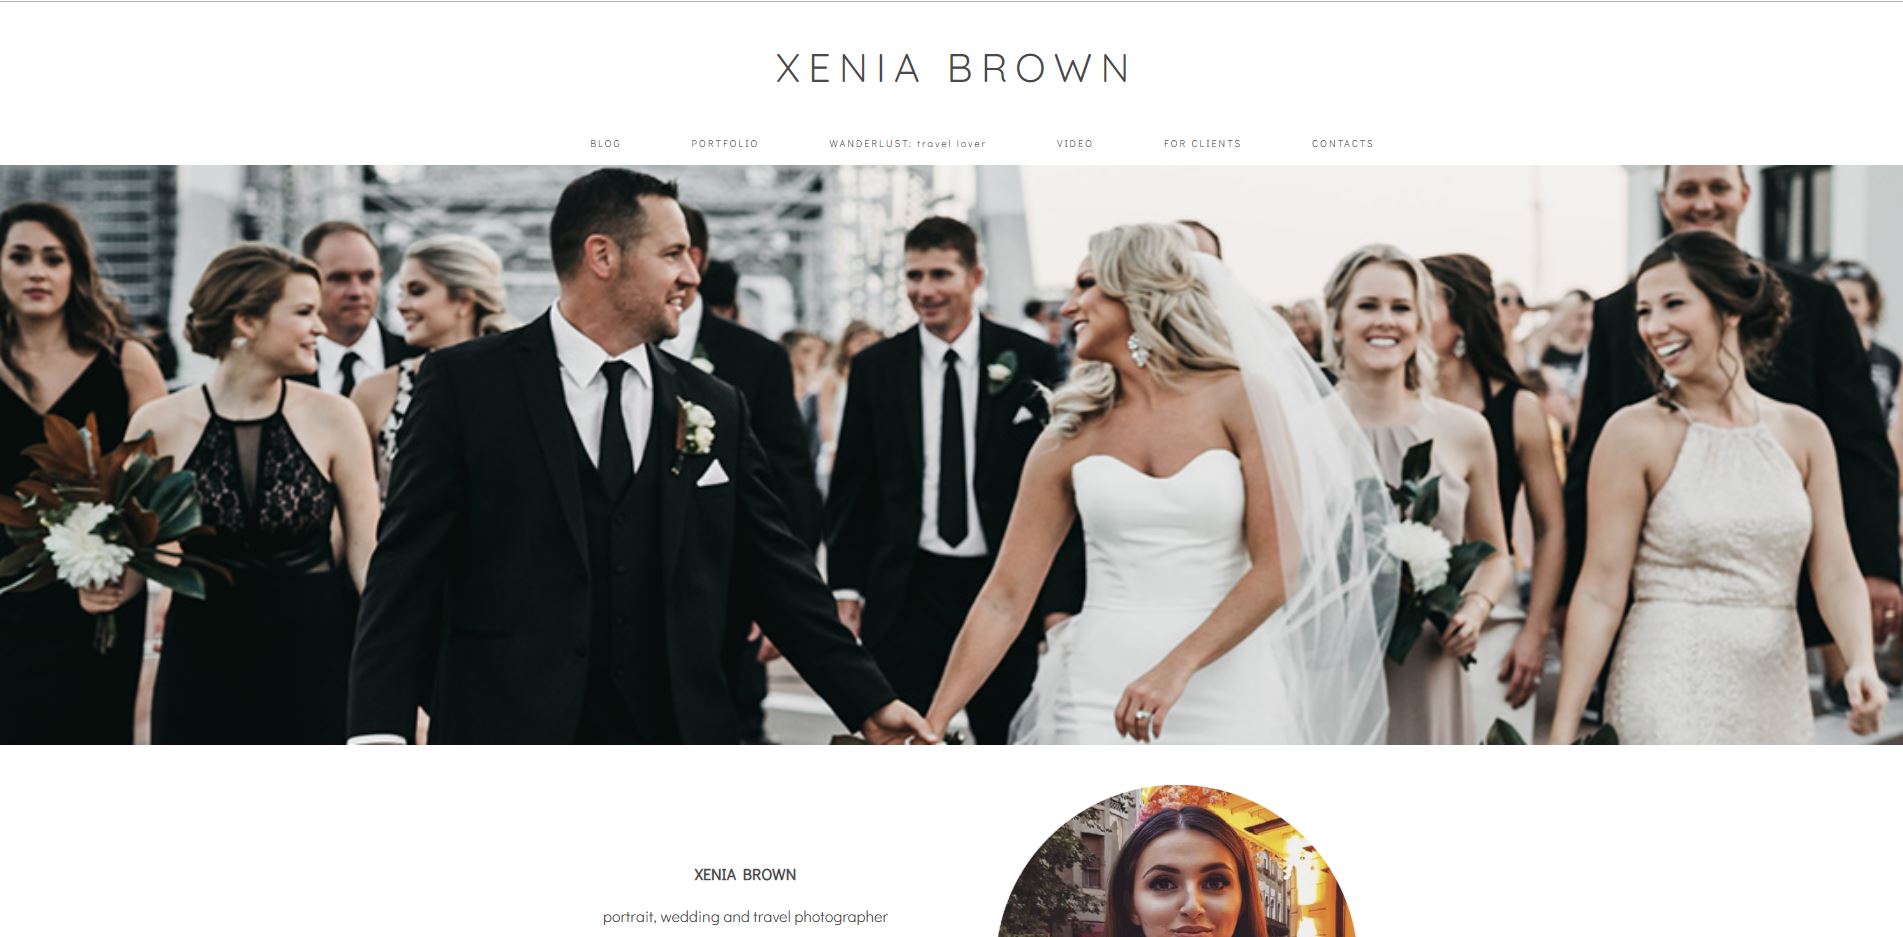 XENIA BROWN
BLOG PORTFOLIO WANDERLUST: travel lover VIDEO FOR CLIENTS CONTACTS
XENIA BROWN
portrait, wedding and travel photographer